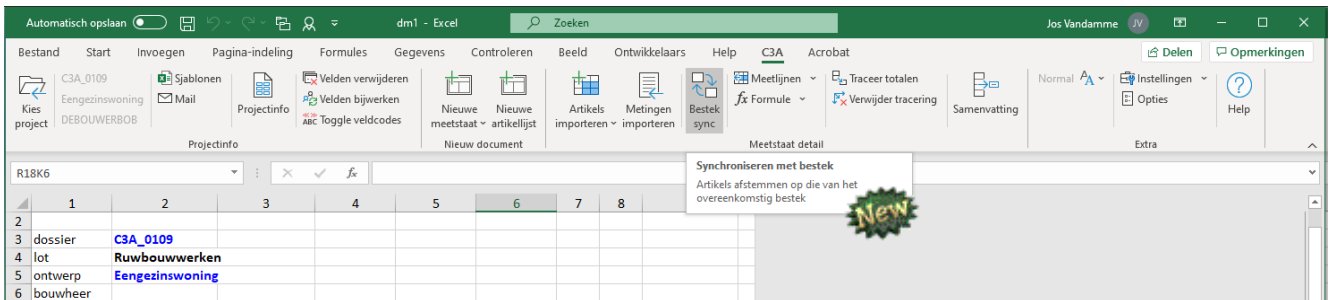 Automatisch opslaan dm1 - Excel Zoeken Jos Vandamme JV
Bestand Start Invoegen Pagina-indeling Formules Gegevens Controleren Beeld Ontwikkelaars Help C3A Acrobat Delen Opmerkingen
Kies project
C3A_0109
Eengezinswoning
DEBOUWERBOB
Sjablonen
Mail
Projectinfo
Velden verwijderen
Velden bijwerken
ABC Toggle veldcodes
Projectinfo
Nieuwe meetstaat
Nieuwe artikellijst
Nieuw document
Artikels importeren
Metingen importeren
Bestek sync
Meetlijnen
fx Formule
Traceer totalen
Verwijder tracering
Samenvatting
Meetstaat detail
Normal
AA
Instellingen
Opties
Help
Extra
R18K6 fx
Synchroniseren met bestek
Artikels afstemmen op die van het
overeenkomstig bestek
New
1 2 3 4 5 6 7 8
2
3 dossier C3A_0109
4 lot Ruwbouwwerken
5 ontwerp Eengezinswoning
6 bouwheer